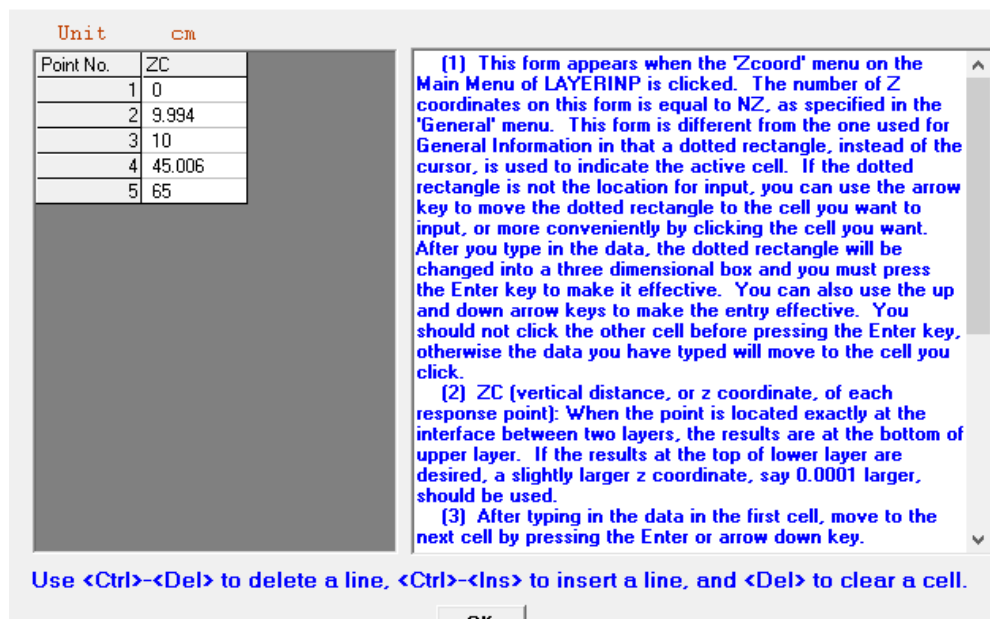 Unit cm
Point No. ZC
1 0
2 9.994
3 10
4 45.006
5 65
(1) This form appears when the 'Zcoord' menu on the
Main Menu of LAYERINP is clicked. The number of Z
coordinates on this form is equal to NZ, as specified in the
'General' menu. This form is different from the one used for
General Information in that a dotted rectangle, instead of the
cursor, is used to indicate the active cell. If the dotted
rectangle is not the location for input, you can use the arrow
key to move the dotted rectangle to the cell you want to
input, or more conveniently by clicking the cell you want.
After you type in the data, the dotted rectangle will be
changed into a three dimensional box and you must press
the Enter key to make it effective. You can also use the up
and down arrow keys to make the entry effective. You
should not click the other cell before pressing the Enter key,
otherwise the data you have typed will move to the cell you
click.
(2) ZC (vertical distance, or z coordinate, of each
response point): When the point is located exactly at the
interface between two layers, the results are at the bottom of
upper layer. If the results at the top of lower layer are
desired, a slightly larger z coordinate, say 0.0001 larger,
should be used.
(3) After typing in the data in the first cell, move to the
next cell by pressing the Enter or arrow down key.
Use <Ctrl>-<Del> to delete a line, <Ctrl>-<Ins> to insert a line, and <Del> to clear a cell.
OK